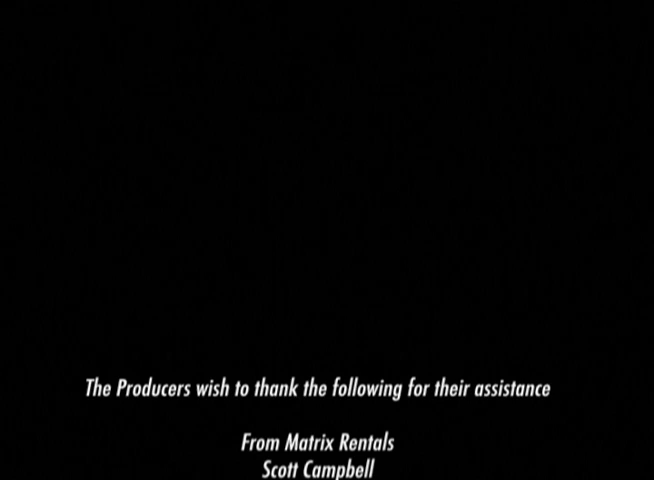 The Producers wish to thank the following for their assistance
From Matrix Rentals
Scott Campbell